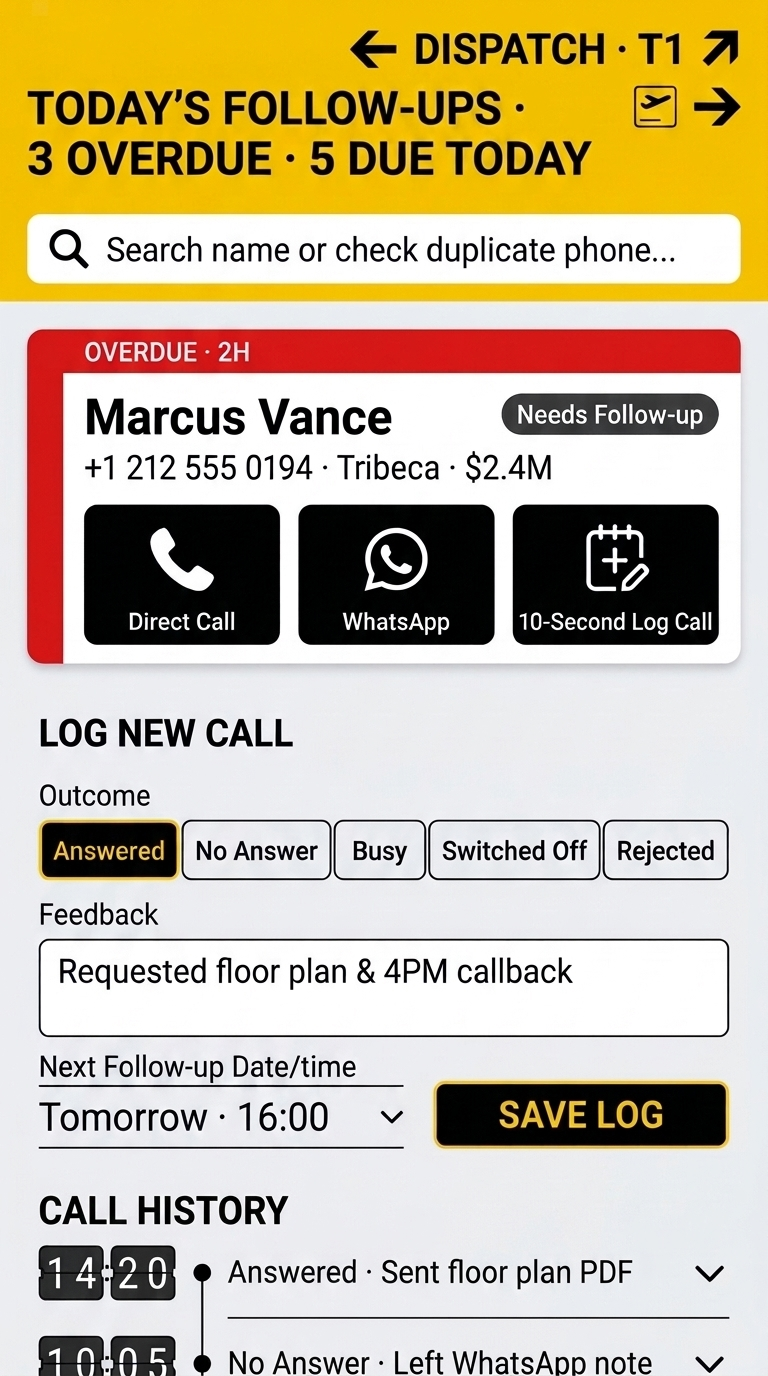 ← DISPATCH · T1 ↗
TODAY’S FOLLOW-UPS · →
3 OVERDUE · 5 DUE TODAY
Search name or check duplicate phone...
OVERDUE · 2H
Marcus Vance
Needs Follow-up
+1 212 555 0194 · Tribeca · $2.4M
Direct Call
WhatsApp
10-Second Log Call
LOG NEW CALL
Outcome
Answered
No Answer
Busy
Switched Off
Rejected
Feedback
Requested floor plan & 4PM callback
Next Follow-up Date/time
Tomorrow · 16:00
SAVE LOG
CALL HISTORY
14:20 Answered · Sent floor plan PDF
10:05 No Answer · Left WhatsApp note